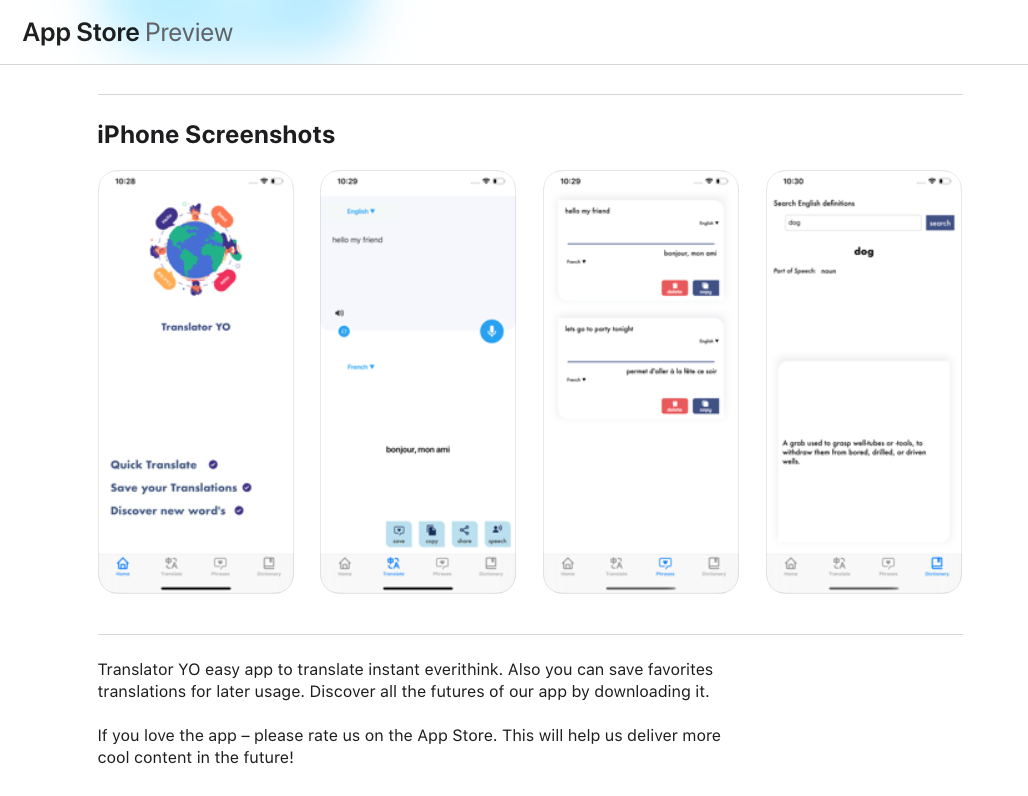 App Store Preview
iPhone Screenshots
10:28
Translator YO
Quick Translate
Save your Translations
Discover new word's
Home
Translate
Phrases
Dictionary
10:29
English ▼
hello my friend
French ▼
bonjour, mon ami
save
copy
share
speech
Home
Translate
Phrases
Dictionary
10:29
hello my friend
English ▼
bonjour, mon ami
French ▼
delete
copy
lets go to party tonight
English ▼
permet d'aller à la fête ce soir
French ▼
delete
copy
Home
Translate
Phrases
Dictionary
10:30
Search English definitions
dog
search
dog
Part of Speech: noun
A grab used to grasp well-tubes or -tools, to
withdraw them from bored, drilled, or driven
wells.
Home
Translate
Phrases
Dictionary
Translator YO easy app to translate instant everithink. Also you can save favorites
translations for later usage. Discover all the futures of our app by downloading it.
If you love the app – please rate us on the App Store. This will help us deliver more
cool content in the future!